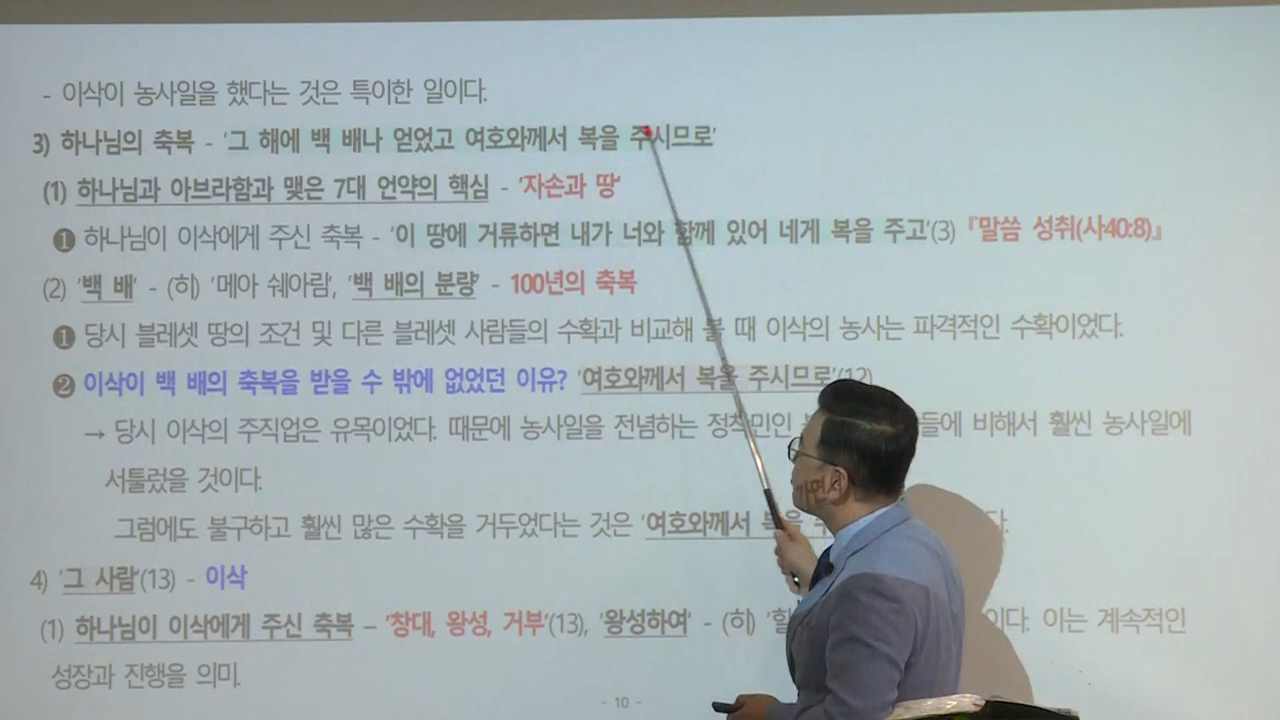 - 이삭이 농사일을 했다는 것은 특이한 일이다.
3) 하나님의 축복 - '그 해에 백 배나 얻었고 여호와께서 복을 주시므로'
(1) 하나님과 아브라함과 맺은 7대 언약의 핵심 - '자손과 땅'
❶ 하나님이 이삭에게 주신 축복 - '이 땅에 거류하면 내가 너와 함께 있어 네게 복을 주고'(3) 『말씀 성취(사40:8)』
(2) '백 배' - (히) '메아 쉐아림', '백 배의 분량' - 100년의 축복
❶ 당시 블레셋 땅의 조건 및 다른 블레셋 사람들의 수확과 비교해 볼 때 이삭의 농사는 파격적인 수확이었다.
❷ 이삭이 백 배의 축복을 받을 수 밖에 없었던 이유? '여호와께서 복을 주시므로'(12)
→ 당시 이삭의 주직업은 유목이었다. 때문에 농사일을 전념하는 정착민인 들에 비해서 훨씬 농사일에
서툴렀을 것이다.
그럼에도 불구하고 훨씬 많은 수확을 거두었다는 것은 '여호와께서 복을
4) '그 사람'(13) - 이삭
(1) 하나님이 이삭에게 주신 축복 – '창대, 왕성, 거부'(13), '왕성하여' - (히) 이다. 이는 계속적인
성장과 진행을 의미.
- 10 -